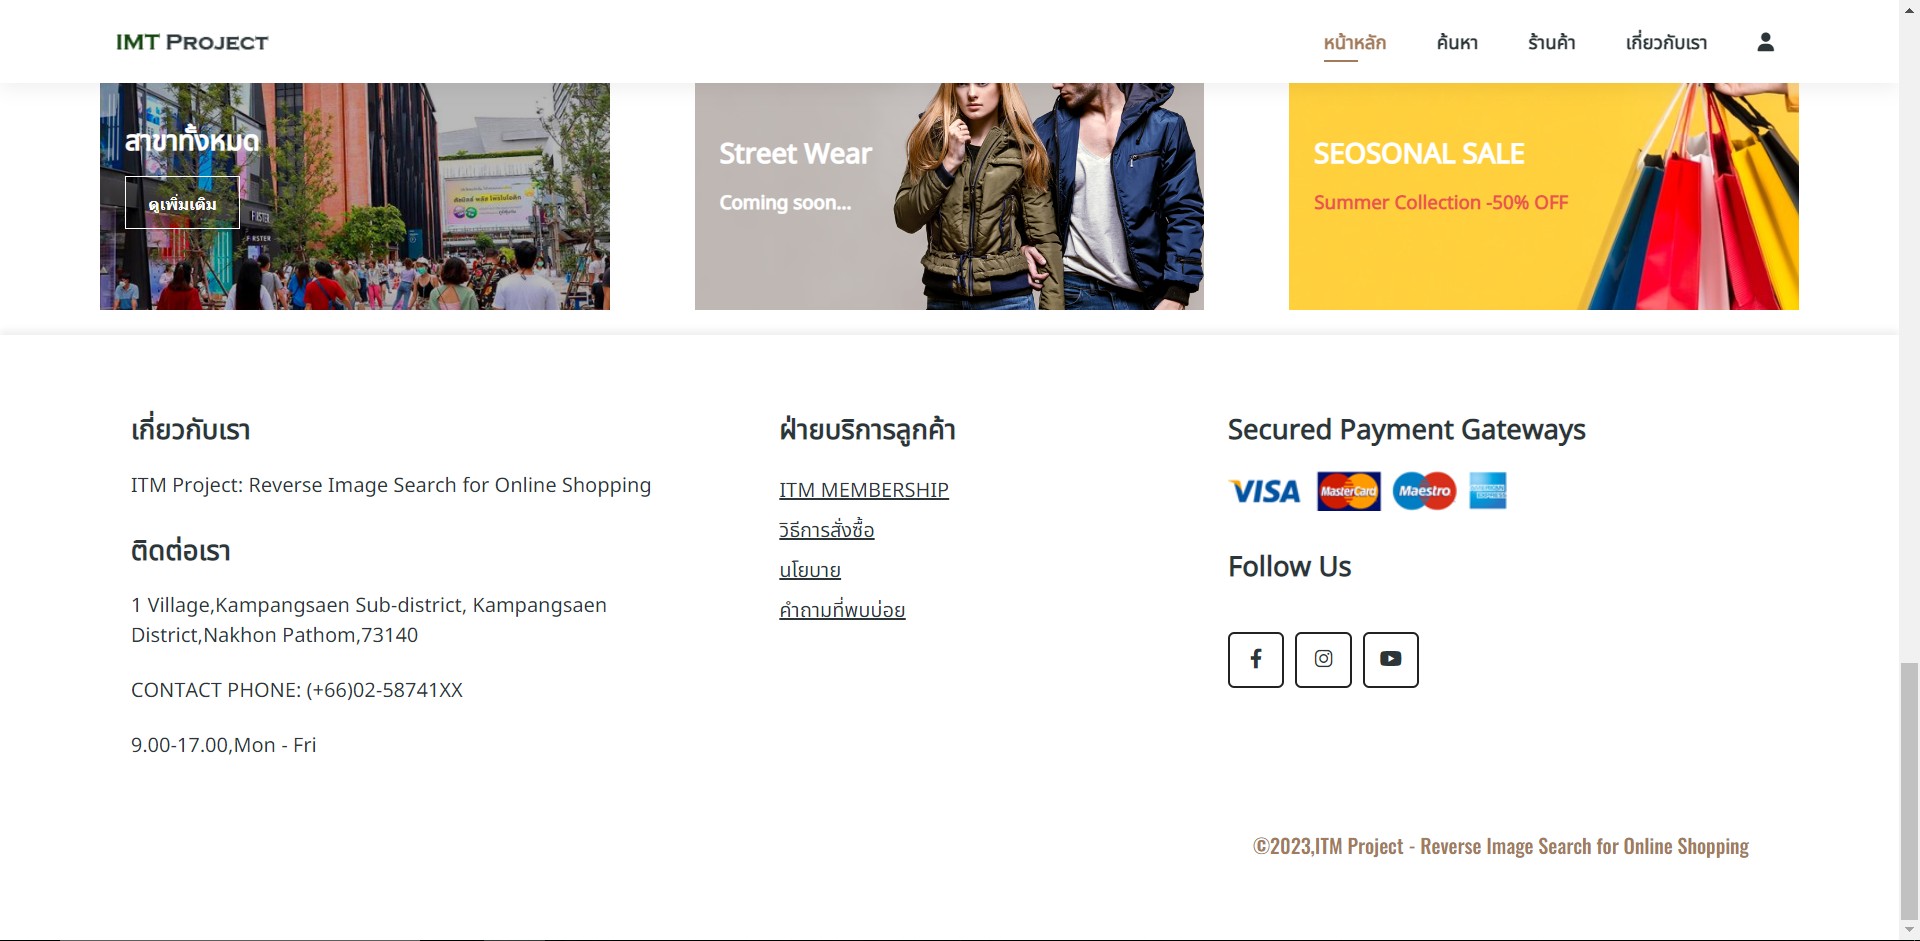 IMT PROJECT
หน้าหลัก
ค้นหา
ร้านค้า
เกี่ยวกับเรา
สาขาทั้งหมด
ดูเพิ่มเติม
Street Wear
Coming soon...
SEOSONAL SALE
Summer Collection -50% OFF
เกี่ยวกับเรา
ITM Project: Reverse Image Search for Online Shopping
ติดต่อเรา
1 Village,Kampangsaen Sub-district, Kampangsaen
District,Nakhon Pathom,73140
CONTACT PHONE: (+66)02-58741XX
9.00-17.00,Mon - Fri
ฝ่ายบริการลูกค้า
ITM MEMBERSHIP
วิธีการสั่งซื้อ
นโยบาย
คำถามที่พบบ่อย
Secured Payment Gateways
VISA MasterCard Maestro AMERICAN EXPRESS
Follow Us
©2023,ITM Project - Reverse Image Search for Online Shopping